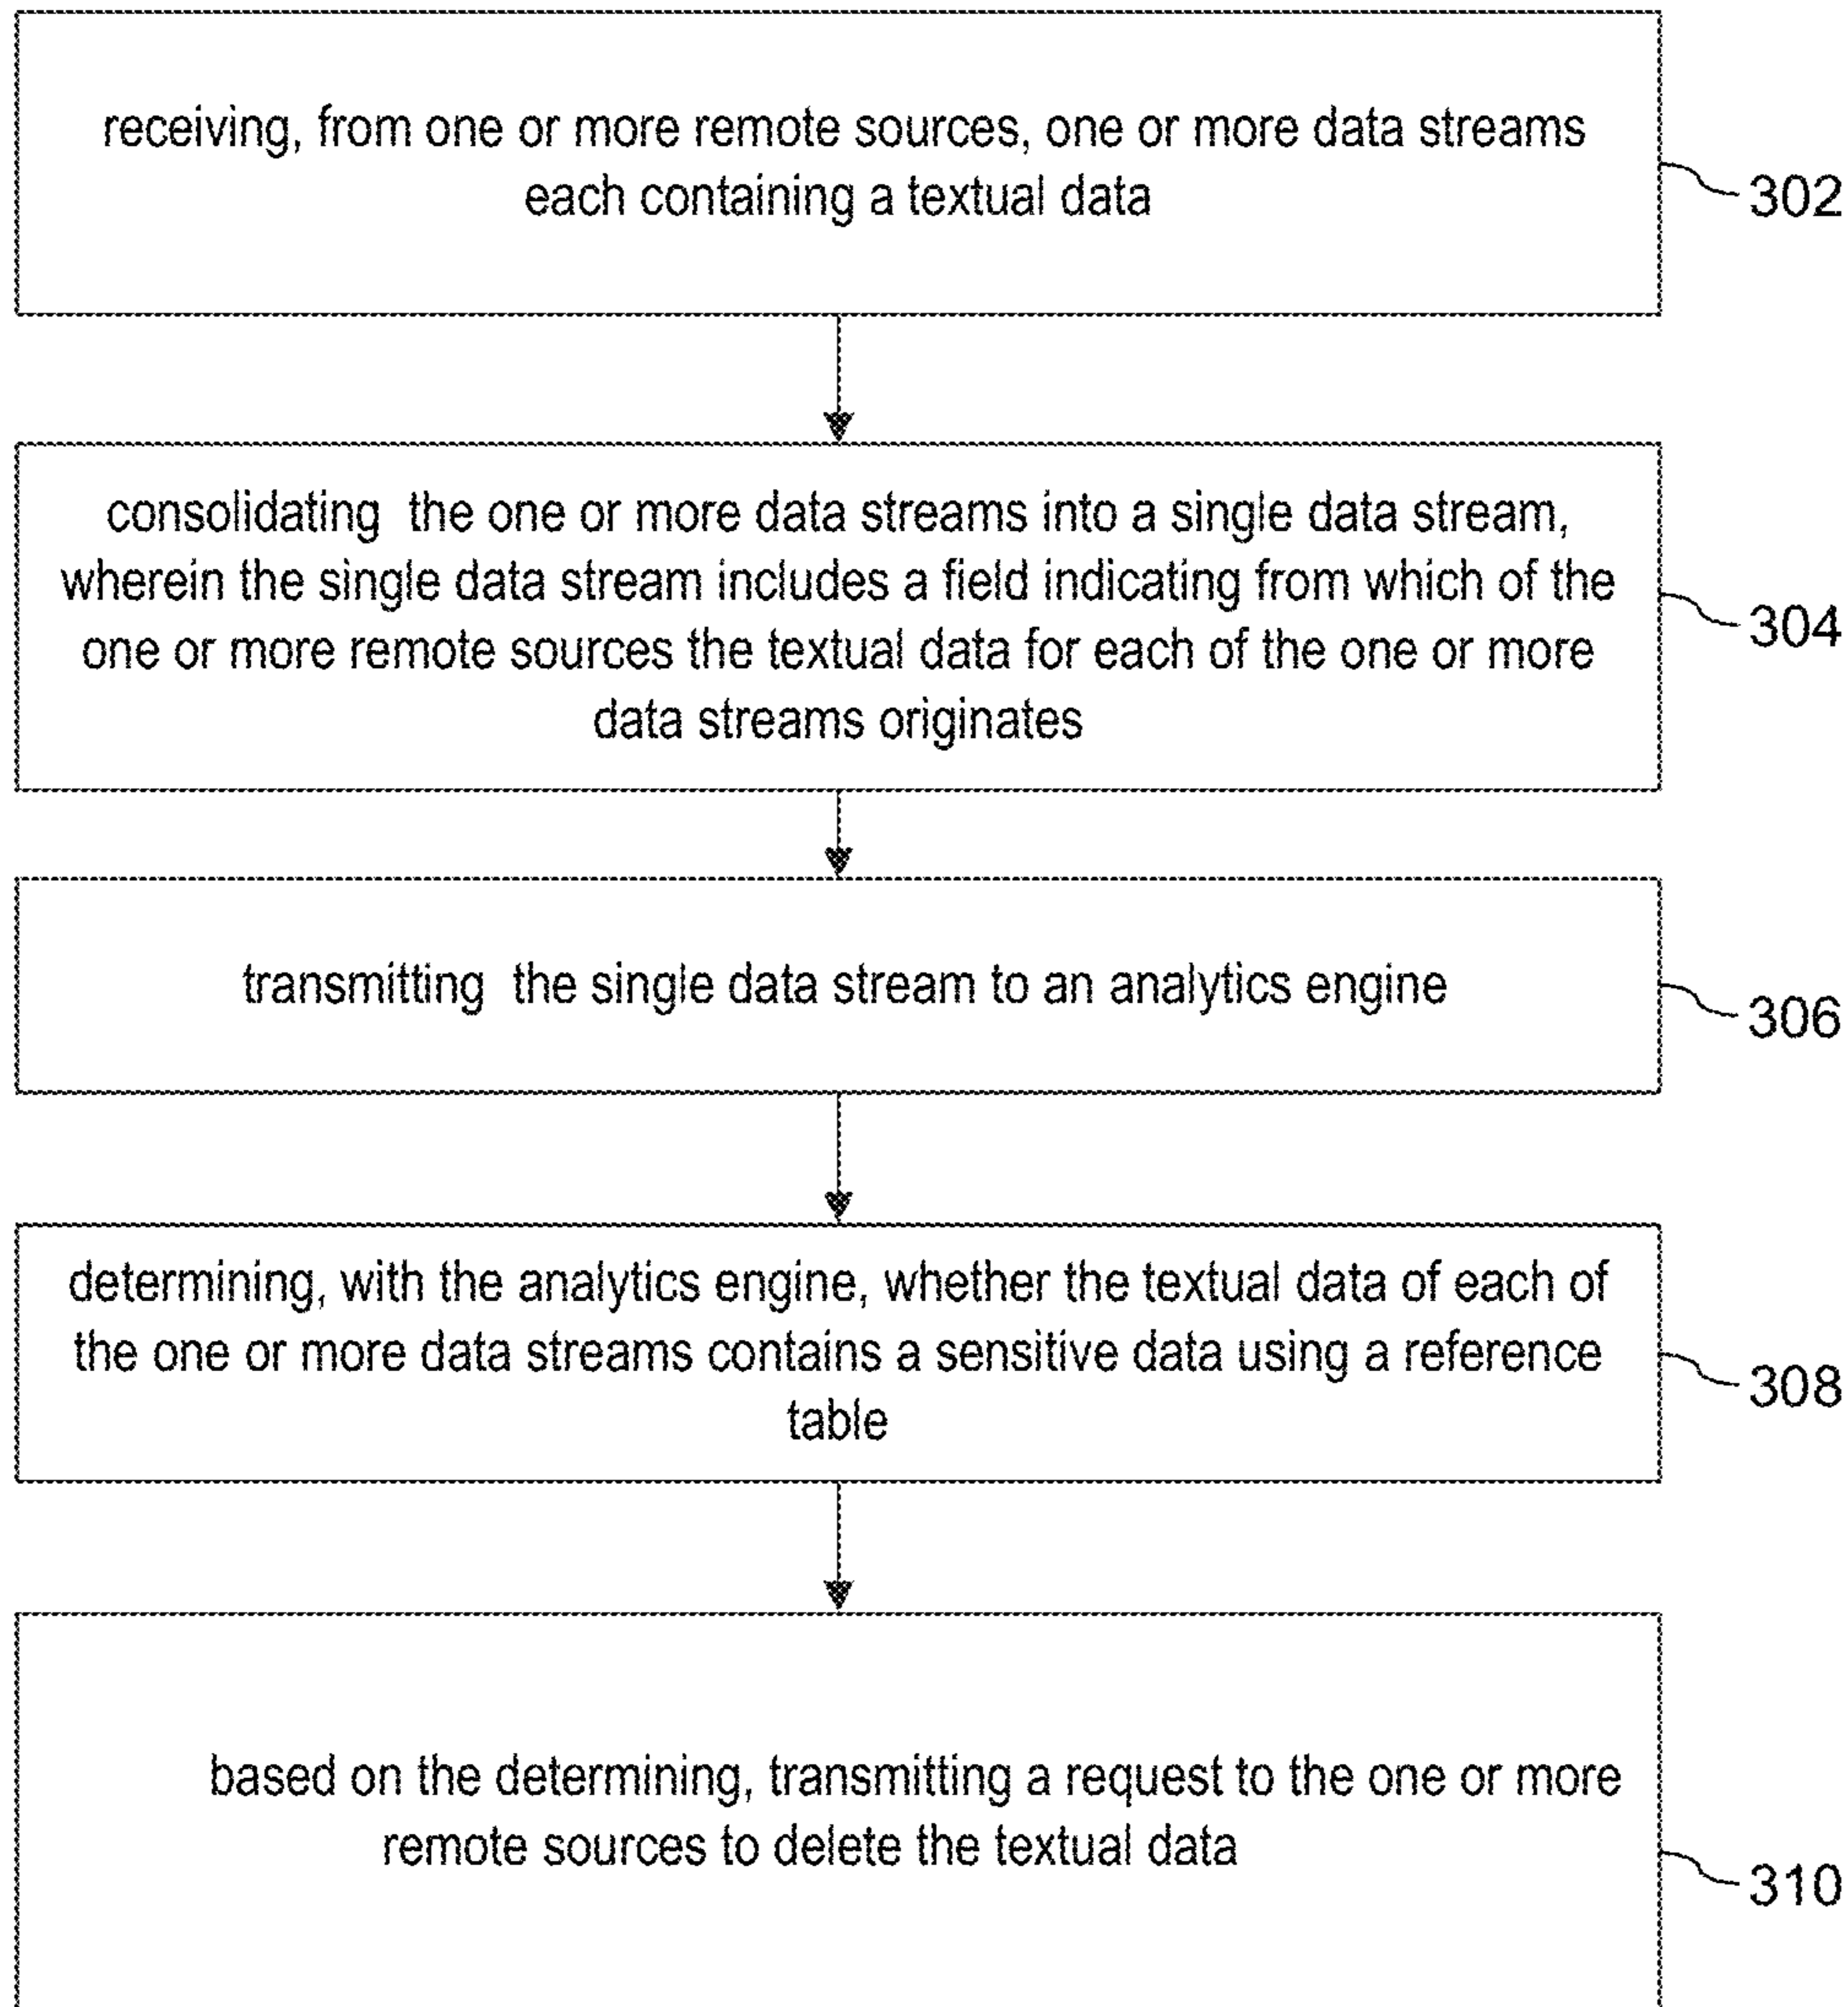 receiving, from one or more remote sources, one or more data streams
each containing a textual data
302
consolidating the one or more data streams into a single data stream,
wherein the single data stream includes a field indicating from which of the
one or more remote sources the textual data for each of the one or more
data streams originates
304
transmitting the single data stream to an analytics engine
306
determining, with the analytics engine, whether the textual data of each of
the one or more data streams contains a sensitive data using a reference
table
308
based on the determining, transmitting a request to the one or more
remote sources to delete the textual data
310